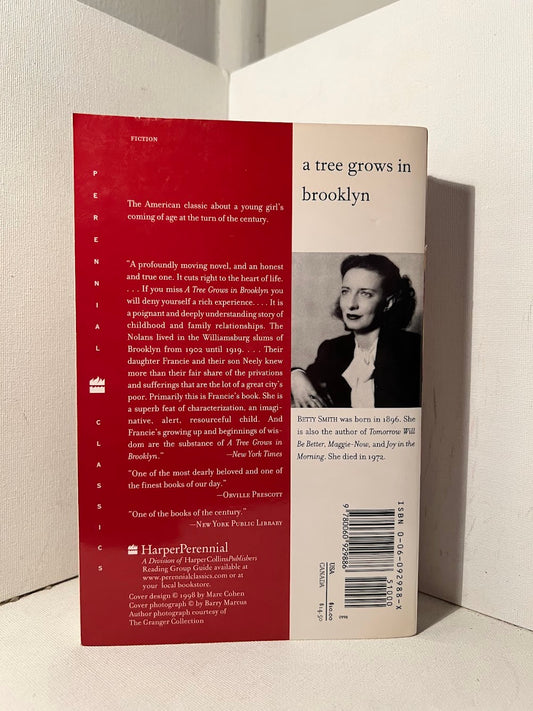 FICTION
PERENNIAL CLASSICS
The American classic about a young girl's
coming of age at the turn of the century.
"A profoundly moving novel, and an honest
and true one. It cuts right to the heart of life.
. . . If you miss A Tree Grows in Brooklyn you
will deny yourself a rich experience. . . . It is
a poignant and deeply understanding story of
childhood and family relationships. The
Nolans lived in the Williamsburg slums of
Brooklyn from 1902 until 1919. . . . Their
daughter Francie and their son Neely knew
more than their fair share of the privations
and sufferings that are the lot of a great city's
poor. Primarily this is Francie's book. She is
a superb feat of characterization, an imagi-
native, alert, resourceful child. And
Francie's growing up and beginnings of wis-
dom are the substance of A Tree Grows in
Brooklyn." —New York Times
"One of the most dearly beloved and one of
the finest books of our day."
—ORVILLE PRESCOTT
"One of the books of the century."
—NEW YORK PUBLIC LIBRARY
HarperPerennial
A Division of HarperCollinsPublishers
Reading Group Guide available at
www.perennialclassics.com or at
your local bookstore.
Cover design © 1998 by Marc Cohen
Cover photograph © by Barry Marcus
Author photograph courtesy of
The Granger Collection
a tree grows in
brooklyn
BETTY SMITH was born in 1896. She
is also the author of Tomorrow Will
Be Better, Maggie-Now, and Joy in the
Morning. She died in 1972.
ISBN 0-06-092988-X
51000
9 780060 929886
USA $10.00
CANADA $14.50
0998